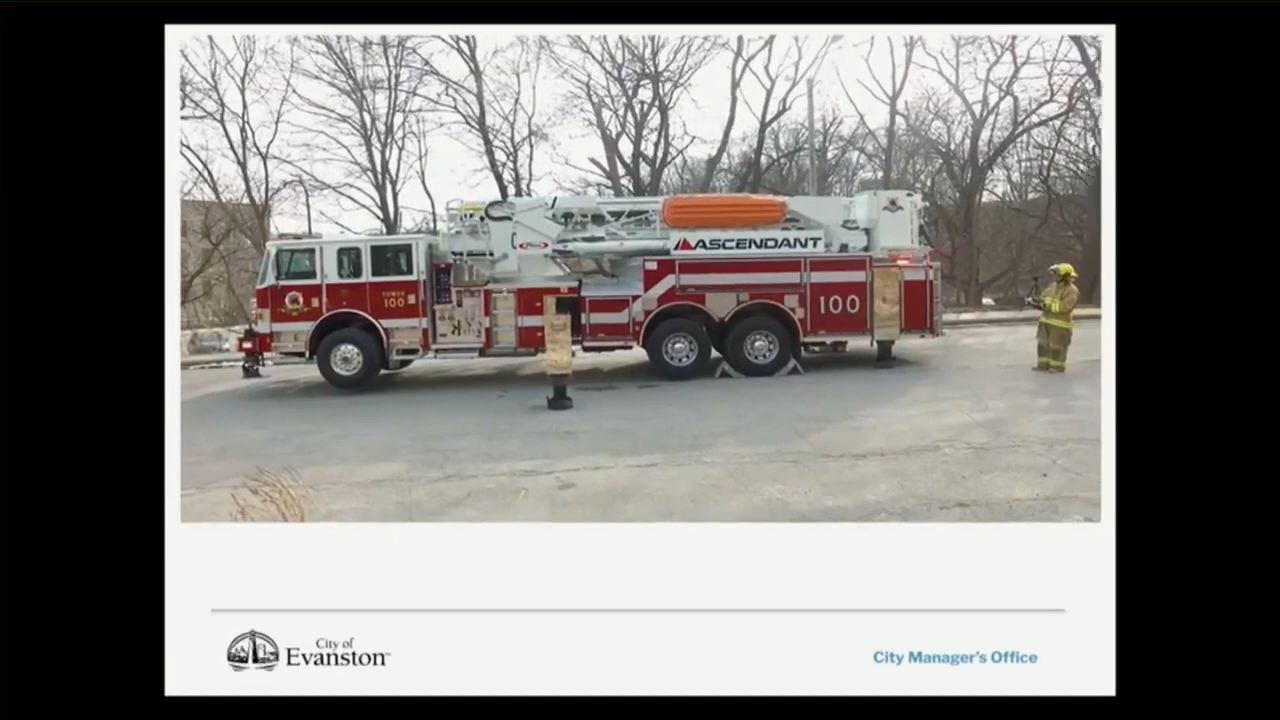 ASCENDANT
TOWER
100
100
City of
Evanston
City Manager's Office